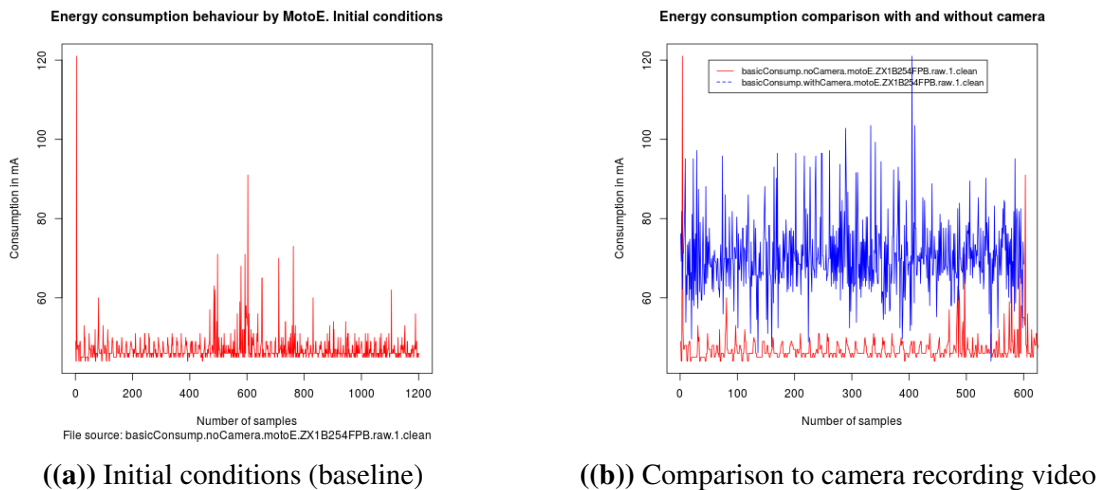 Energy consumption behaviour by MotoE. Initial conditions
Consumption in mA
120
100
80
60
0
200
400
600
800
1000
1200
Number of samples
File source: basicConsump.noCamera.motoE.ZX1B254FPB.raw.1.clean
((a)) Initial conditions (baseline)
Energy consumption comparison with and without camera
basicConsump.noCamera.motoE.ZX1B254FPB.raw.1.clean
basicConsump.withCamera.motoE.ZX1B254FPB.raw.1.clean
Consumption in mA
120
100
80
60
0
100
200
300
400
500
600
Number of samples
((b)) Comparison to camera recording video